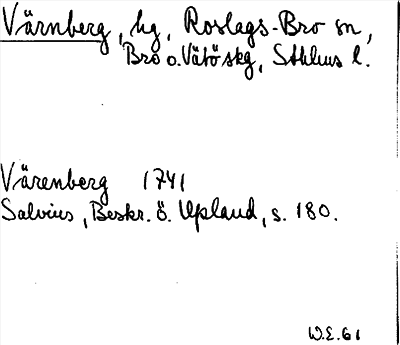 Värnberg, hg, Roslags-Bro sn,
Bro o. Vätö skg, Sthlms l.
Värenberg 1741
Salvius, Beskr. ö. Upland, s. 180.
W.E. 61